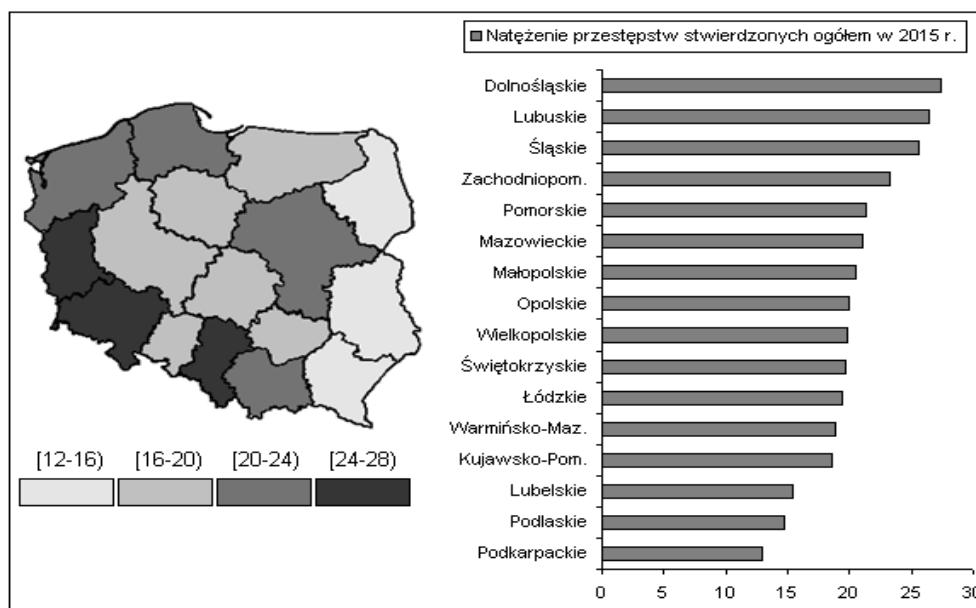 Natężenie przestępstw stwierdzonych ogółem w 2015 r.
Dolnośląskie
Lubuskie
Śląskie
Zachodniopom.
Pomorskie
Mazowieckie
Małopolskie
Opolskie
Wielkopolskie
Świętokrzyskie
Łódzkie
Warmińsko-Maz.
Kujawsko-Pom.
Lubelskie
Podlaskie
Podkarpackie
0 5 10 15 20 25 30
[12-16) [16-20) [20-24) [24-28)